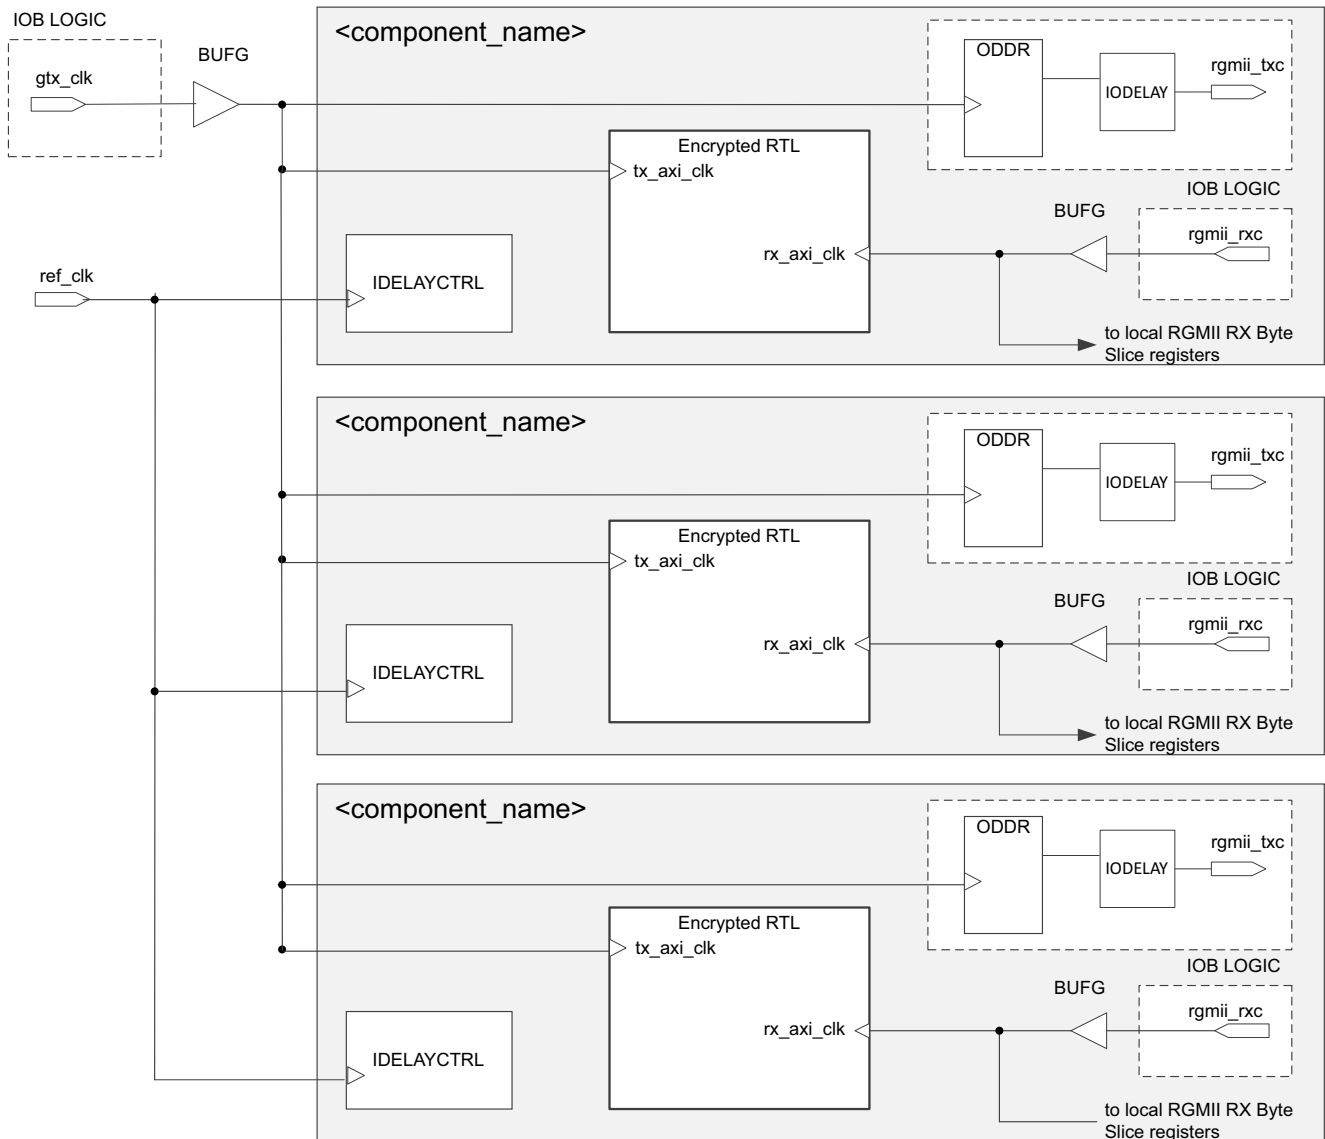 IOB LOGIC
gtx_clk
BUFG
<component_name>
ODDR
IODELAY
rgmii_txc
Encrypted RTL
tx_axi_clk
rx_axi_clk
IOB LOGIC
BUFG
rgmii_rxc
ref_clk
IDELAYCTRL
to local RGMII RX Byte
Slice registers
<component_name>
ODDR
IODELAY
rgmii_txc
Encrypted RTL
tx_axi_clk
rx_axi_clk
IOB LOGIC
BUFG
rgmii_rxc
IDELAYCTRL
to local RGMII RX Byte
Slice registers
<component_name>
ODDR
IODELAY
rgmii_txc
Encrypted RTL
tx_axi_clk
rx_axi_clk
IOB LOGIC
BUFG
rgmii_rxc
IDELAYCTRL
to local RGMII RX Byte
Slice registers